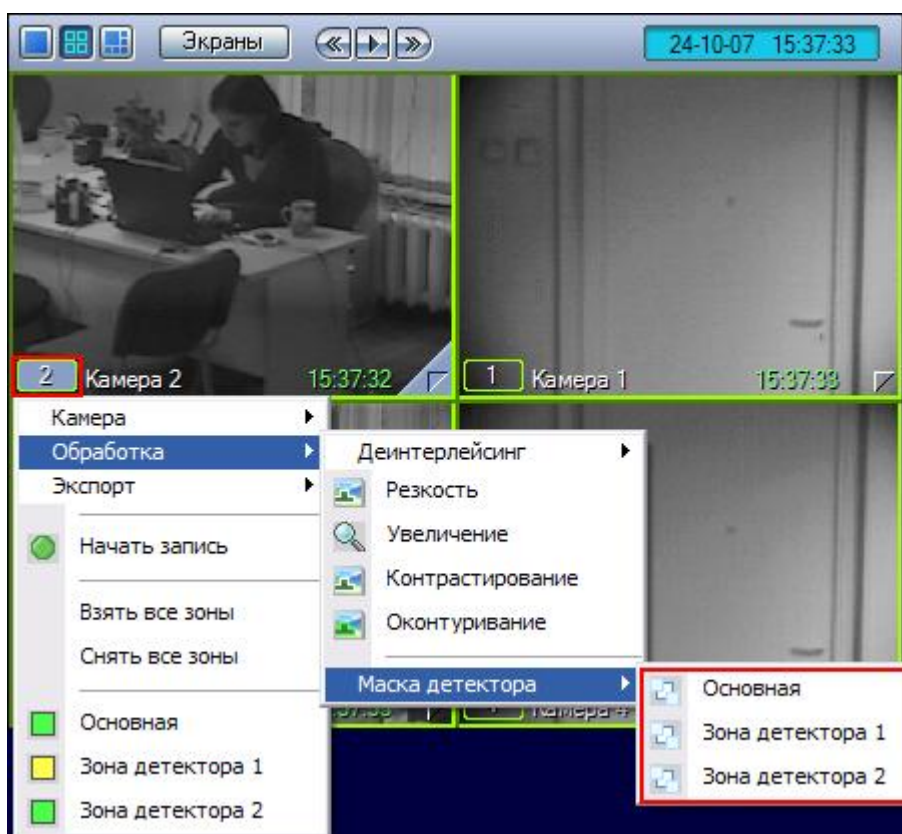 Экраны
24-10-07 15:37:33
2 Камера 2 15:37:32
1 Камера 1 15:37:33
Камера
Обработка
Экспорт
Начать запись
Взять все зоны
Снять все зоны
Основная
Зона детектора 1
Зона детектора 2
Деинтерлейсинг
Резкость
Увеличение
Контрастирование
Оконтуривание
Маска детектора
Основная
Зона детектора 1
Зона детектора 2
Камера 4